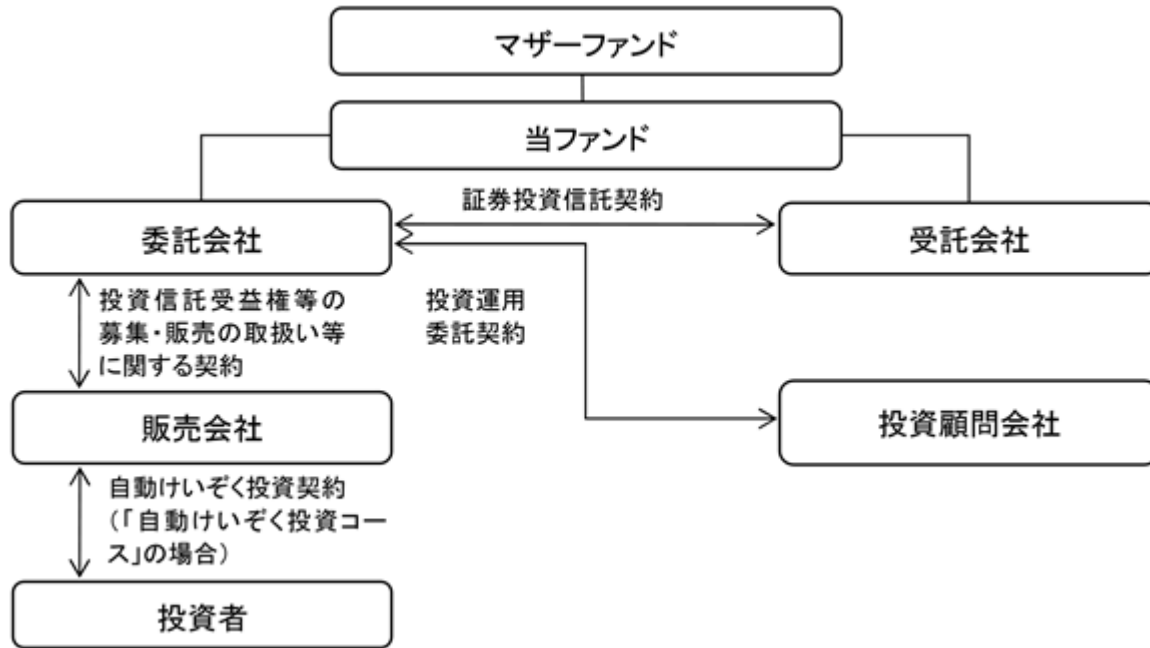 マザーファンド
当ファンド
証券投資信託契約
委託会社
受託会社
投資信託受益権等の
募集・販売の取扱い等
に関する契約
投資運用
委託契約
販売会社
投資顧問会社
自動けいぞく投資契約
(「自動けいぞく投資コー
ス」の場合)
投資者